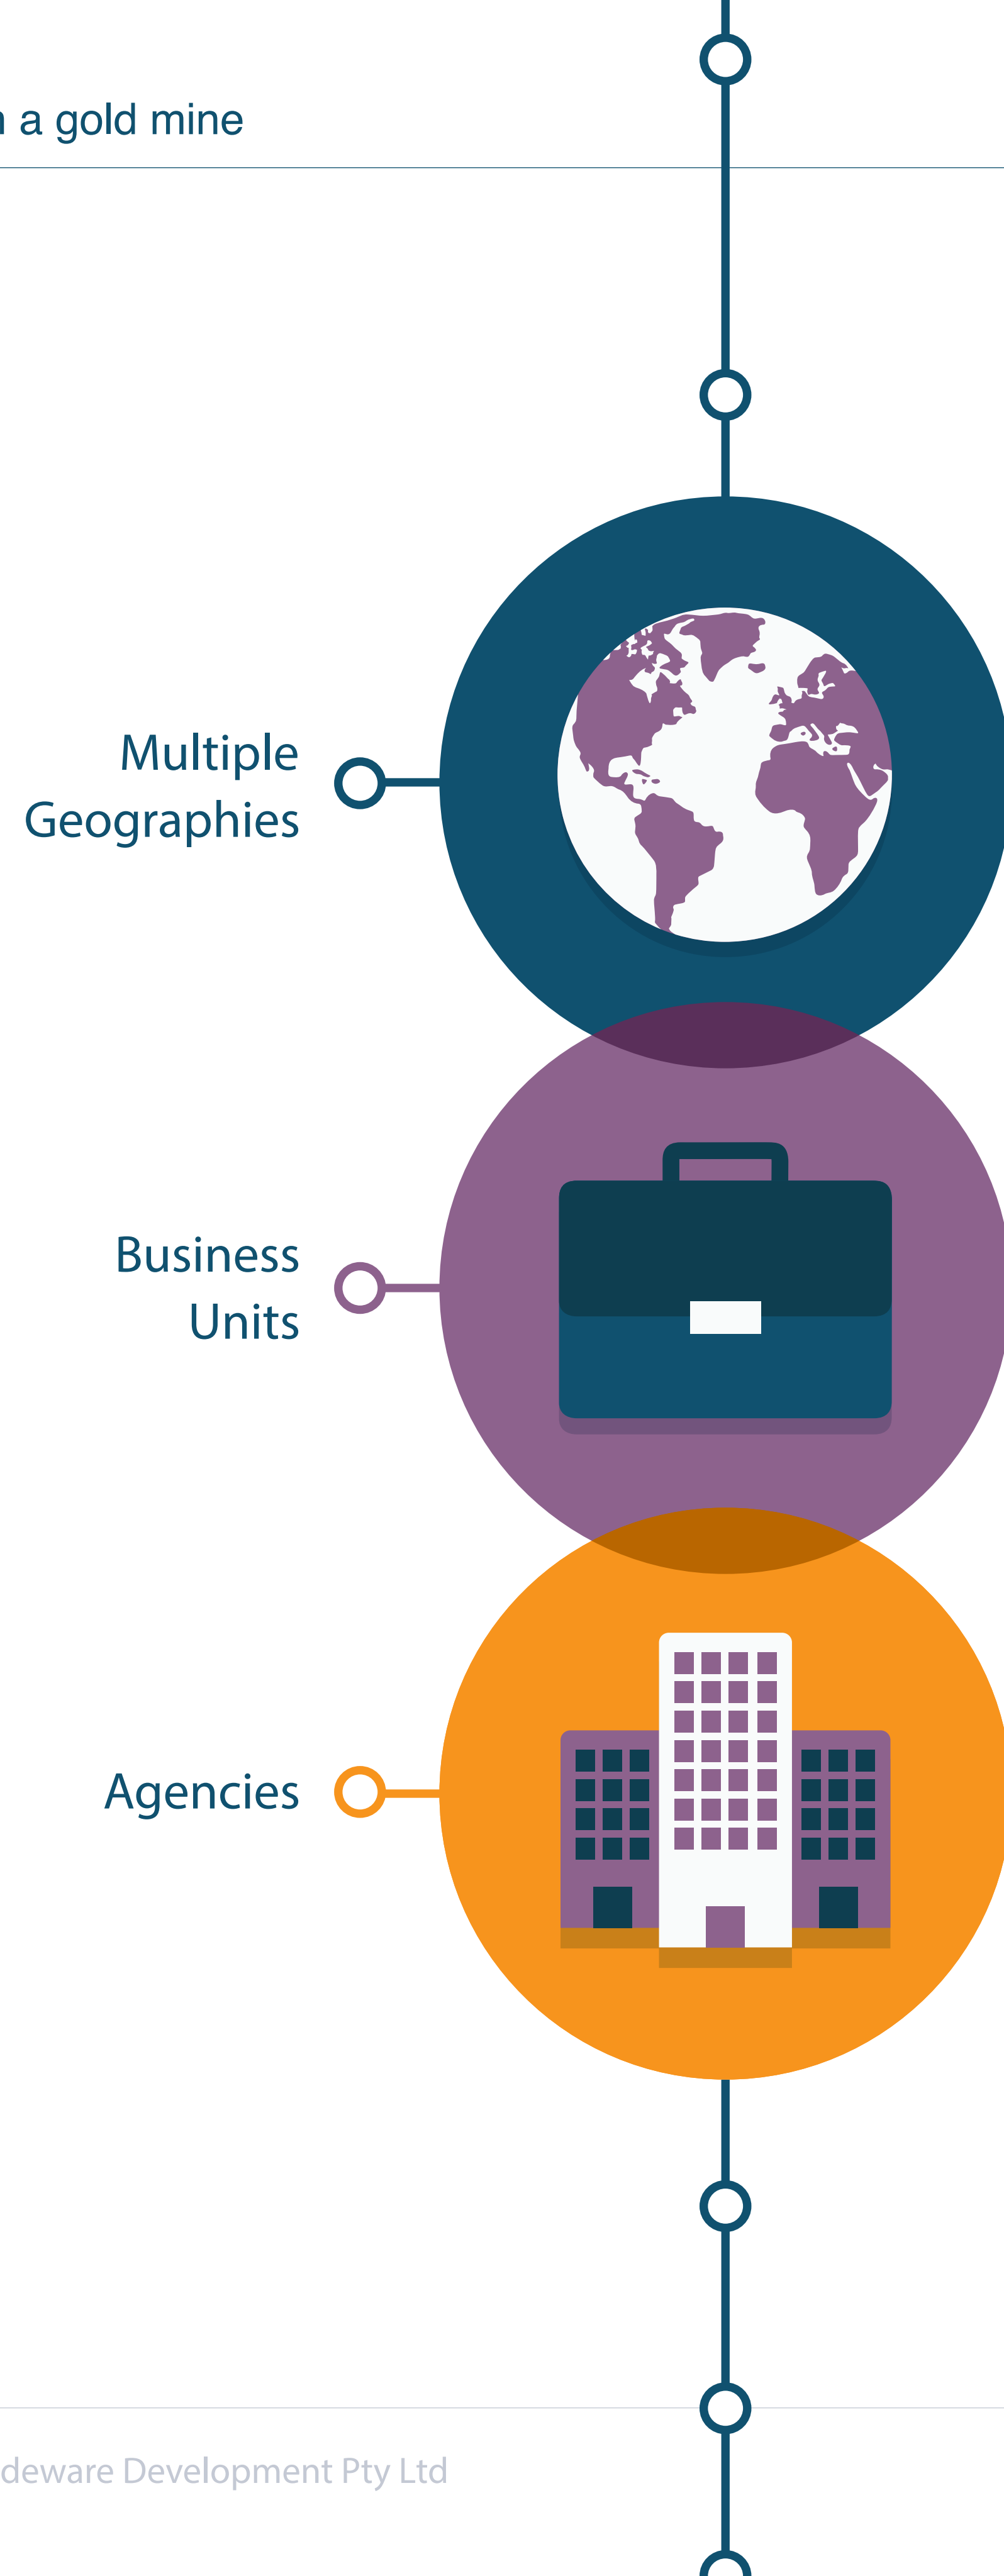 a gold mine
Multiple
Geographies
Business
Units
Agencies
deware Development Pty Ltd